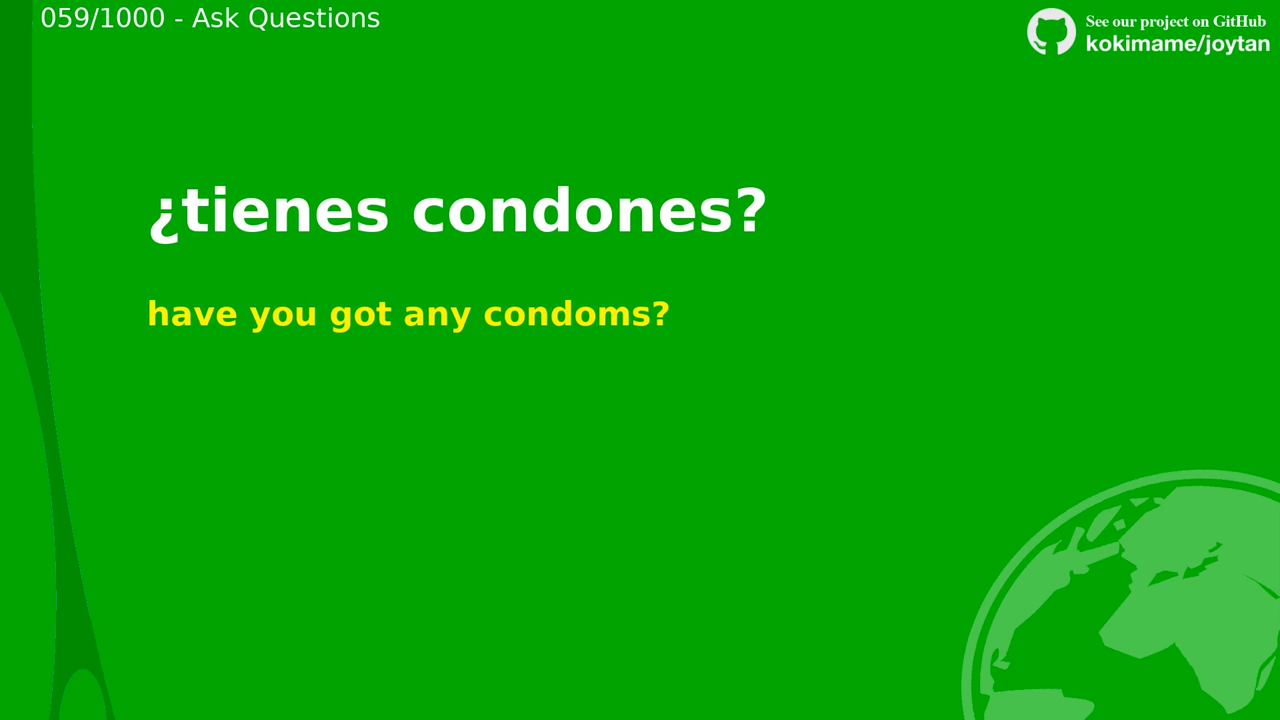 059/1000 - Ask Questions
See our project on GitHub
kokimame/joytan
¿tienes condones?
have you got any condoms?